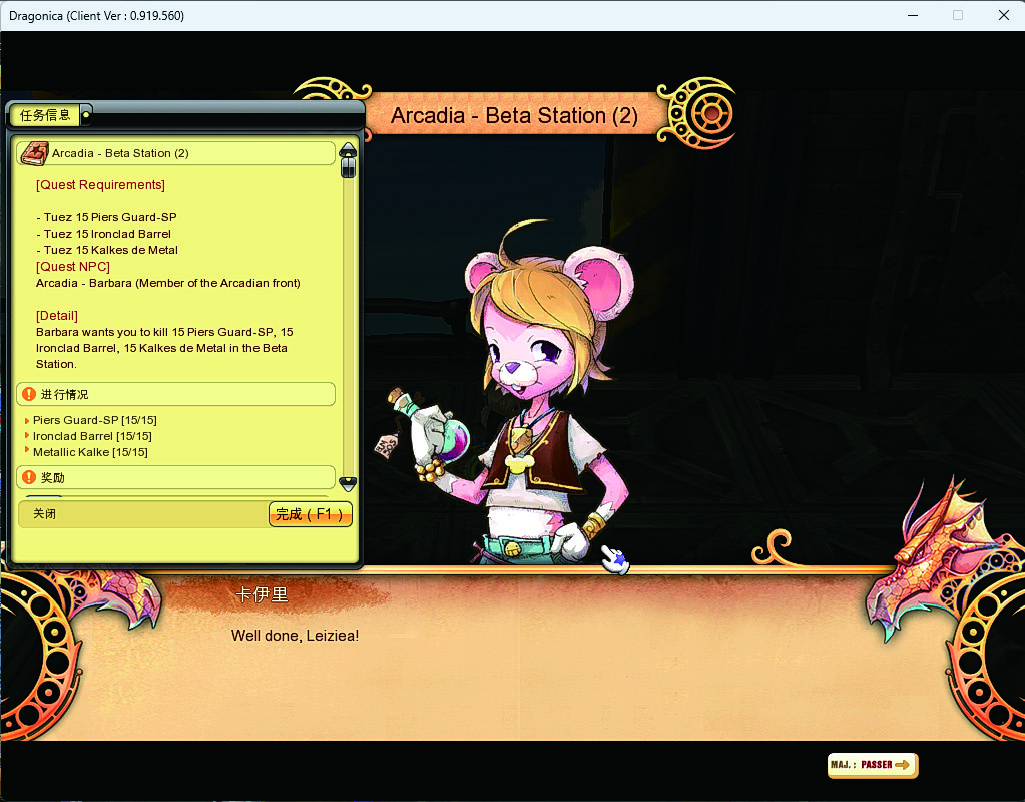 Dragonica (Client Ver : 0.919.560)
Arcadia - Beta Station (2)
任务信息
Arcadia - Beta Station (2)
[Quest Requirements]
- Tuez 15 Piers Guard-SP
- Tuez 15 Ironclad Barrel
- Tuez 15 Kalkes de Metal
[Quest NPC]
Arcadia - Barbara (Member of the Arcadian front)
[Detail]
Barbara wants you to kill 15 Piers Guard-SP, 15
Ironclad Barrel, 15 Kalkes de Metal in the Beta
Station.
进行情况
Piers Guard-SP [15/15]
Ironclad Barrel [15/15]
Metallic Kalke [15/15]
奖励
关闭
完成 ( F1 )
卡伊里
Well done, Leiziea!
MAJ. : PASSER